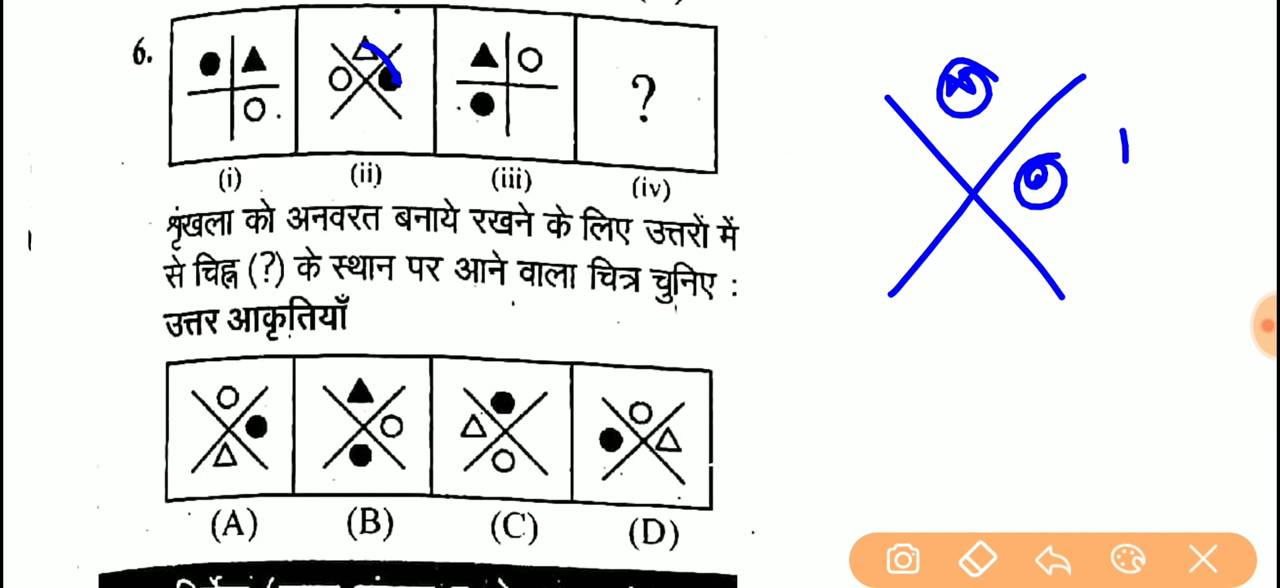 6.
?
(i) (ii) (iii) (iv)
शृंखला को अनवरत बनाये रखने के लिए उत्तरों में
से चिह्न (?) के स्थान पर आने वाला चित्र चुनिए :
उत्तर आकृतियाँ
(A) (B) (C) (D)